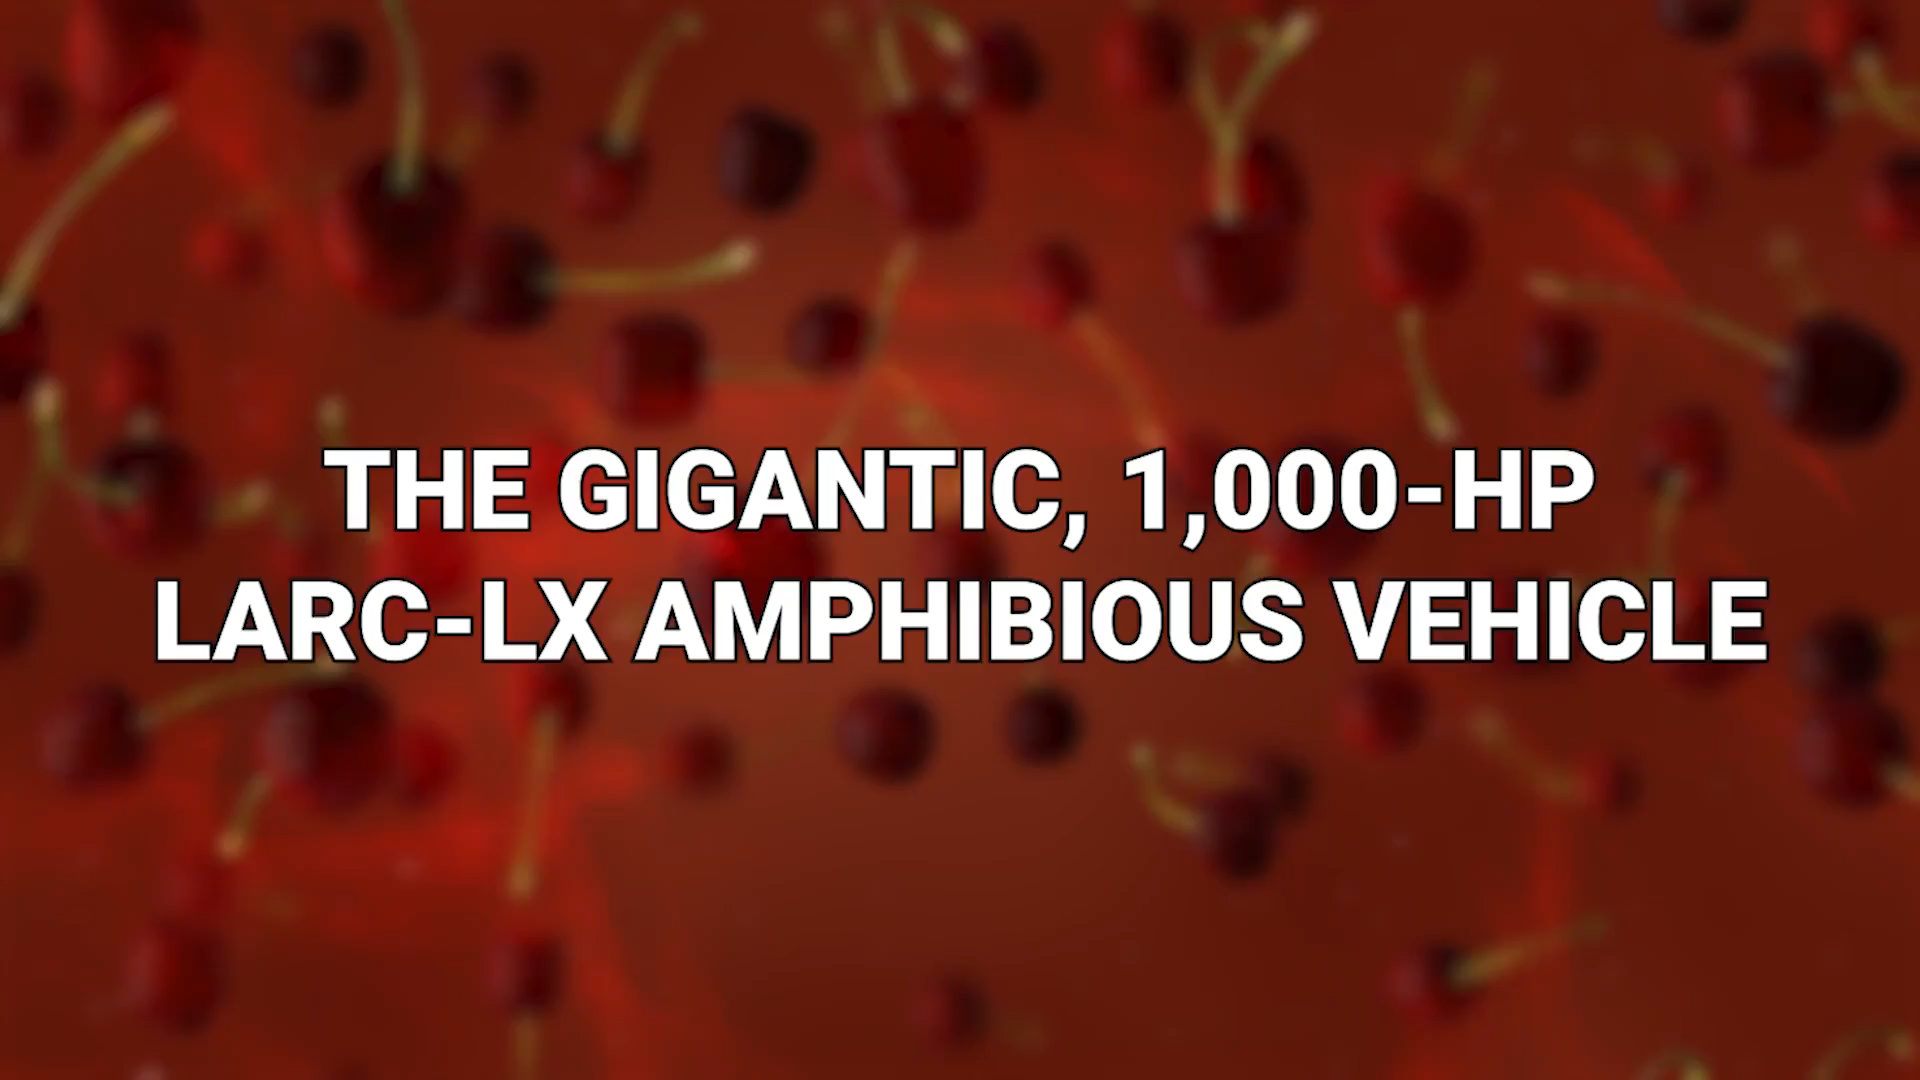 THE GIGANTIC, 1,000-HP
LARC-LX AMPHIBIOUS VEHICLE